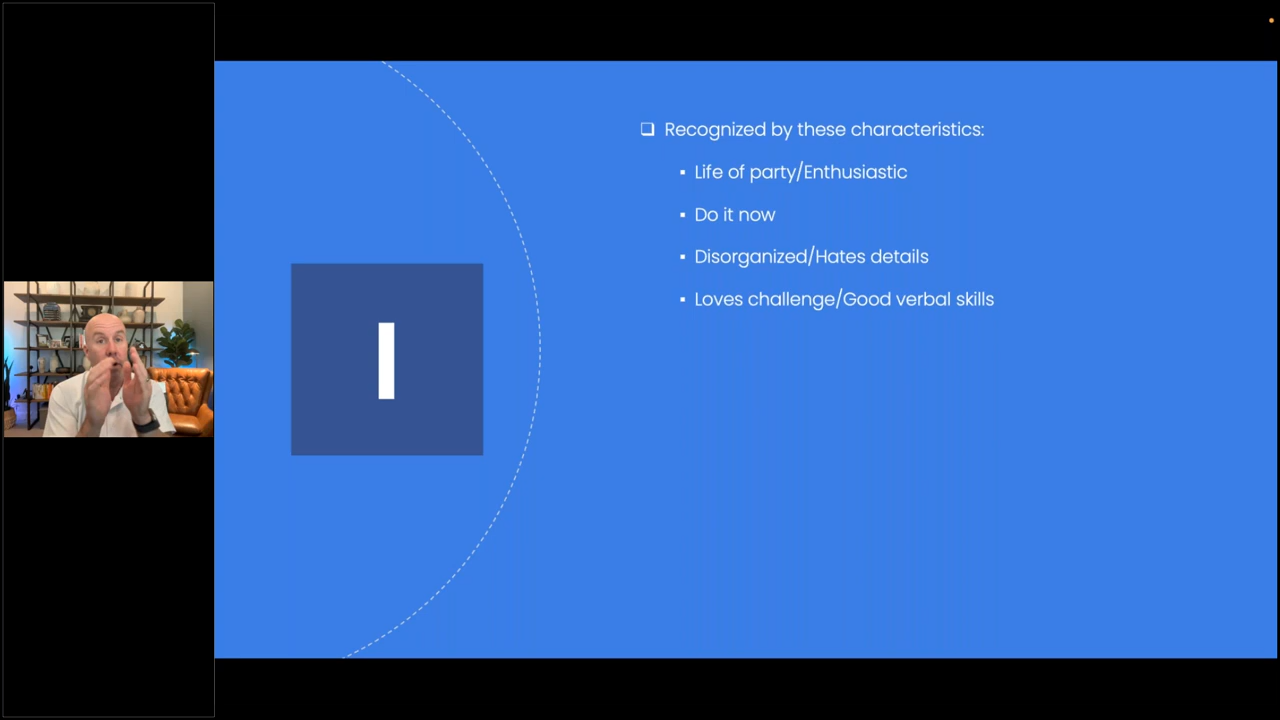 I
Recognized by these characteristics:
Life of party/Enthusiastic
Do it now
Disorganized/Hates details
Loves challenge/Good verbal skills